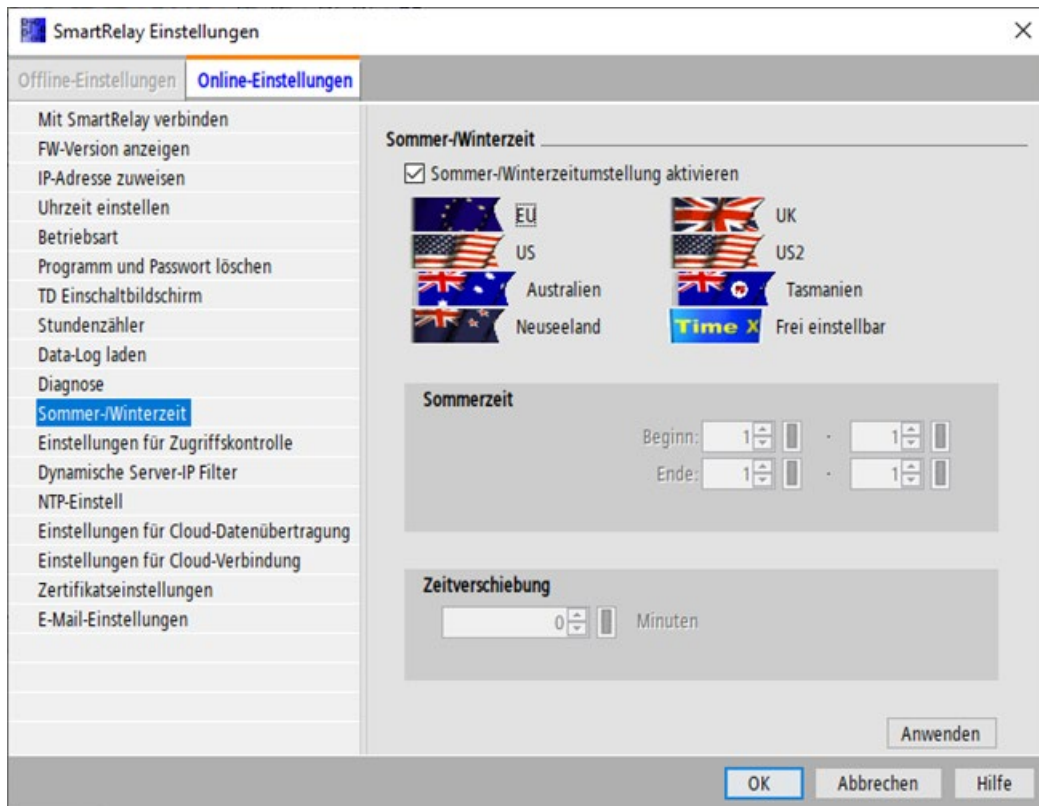 SmartRelay Einstellungen
Offline-Einstellungen Online-Einstellungen
Mit SmartRelay verbinden
FW-Version anzeigen
IP-Adresse zuweisen
Uhrzeit einstellen
Betriebsart
Programm und Passwort löschen
TD Einschaltbildschirm
Stundenzähler
Data-Log laden
Diagnose
Sommer-/Winterzeit
Einstellungen für Zugriffskontrolle
Dynamische Server-IP Filter
NTP-Einstell
Einstellungen für Cloud-Datenübertragung
Einstellungen für Cloud-Verbindung
Zertifikatseinstellungen
E-Mail-Einstellungen
Sommer-/Winterzeit
Sommer-/Winterzeitumstellung aktivieren
EU UK
US US2
Australien Tasmanien
Neuseeland Time X Frei einstellbar
Sommerzeit
Beginn: 1 . 1
Ende: 1 . 1
Zeitverschiebung
0 Minuten
Anwenden
OK Abbrechen Hilfe